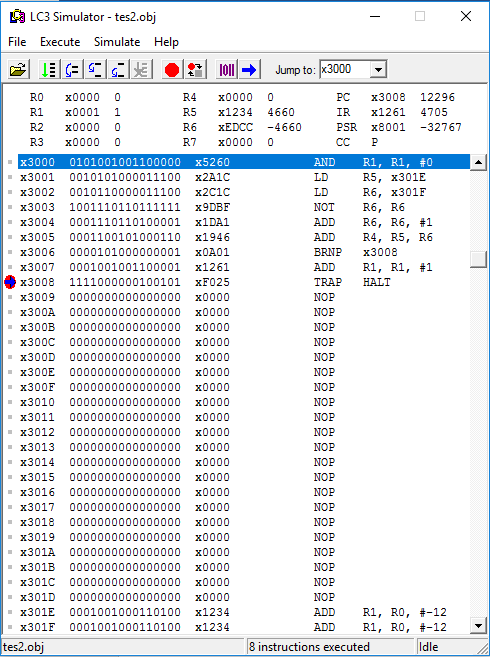 LC3 Simulator - tes2.obj
File Execute Simulate Help
Jump to: x3000
R0 x0000 0 R4 x0000 0 PC x3008 12296
R1 x0001 1 R5 x1234 4660 IR x1261 4705
R2 x0000 0 R6 xEDCC -4660 PSR x8001 -32767
R3 x0000 0 R7 x0000 0 CC P
x3000 0101001001100000 x5260 AND R1, R1, #0
x3001 0010101000011100 x2A1C LD R5, x301E
x3002 0010110000011100 x2C1C LD R6, x301F
x3003 1001110110111111 x9DBF NOT R6, R6
x3004 0001110110100001 x1DA1 ADD R6, R6, #1
x3005 0001100101000110 x1946 ADD R4, R5, R6
x3006 0000101000000001 x0A01 BRNP x3008
x3007 0001001001100001 x1261 ADD R1, R1, #1
x3008 1111000000100101 xF025 TRAP HALT
x3009 0000000000000000 x0000 NOP
x300A 0000000000000000 x0000 NOP
x300B 0000000000000000 x0000 NOP
x300C 0000000000000000 x0000 NOP
x300D 0000000000000000 x0000 NOP
x300E 0000000000000000 x0000 NOP
x300F 0000000000000000 x0000 NOP
x3010 0000000000000000 x0000 NOP
x3011 0000000000000000 x0000 NOP
x3012 0000000000000000 x0000 NOP
x3013 0000000000000000 x0000 NOP
x3014 0000000000000000 x0000 NOP
x3015 0000000000000000 x0000 NOP
x3016 0000000000000000 x0000 NOP
x3017 0000000000000000 x0000 NOP
x3018 0000000000000000 x0000 NOP
x3019 0000000000000000 x0000 NOP
x301A 0000000000000000 x0000 NOP
x301B 0000000000000000 x0000 NOP
x301C 0000000000000000 x0000 NOP
x301D 0000000000000000 x0000 NOP
x301E 0001001000110100 x1234 ADD R1, R0, #-12
x301F 0001001000110100 x1234 ADD R1, R0, #-12
tes2.obj 8 instructions executed Idle